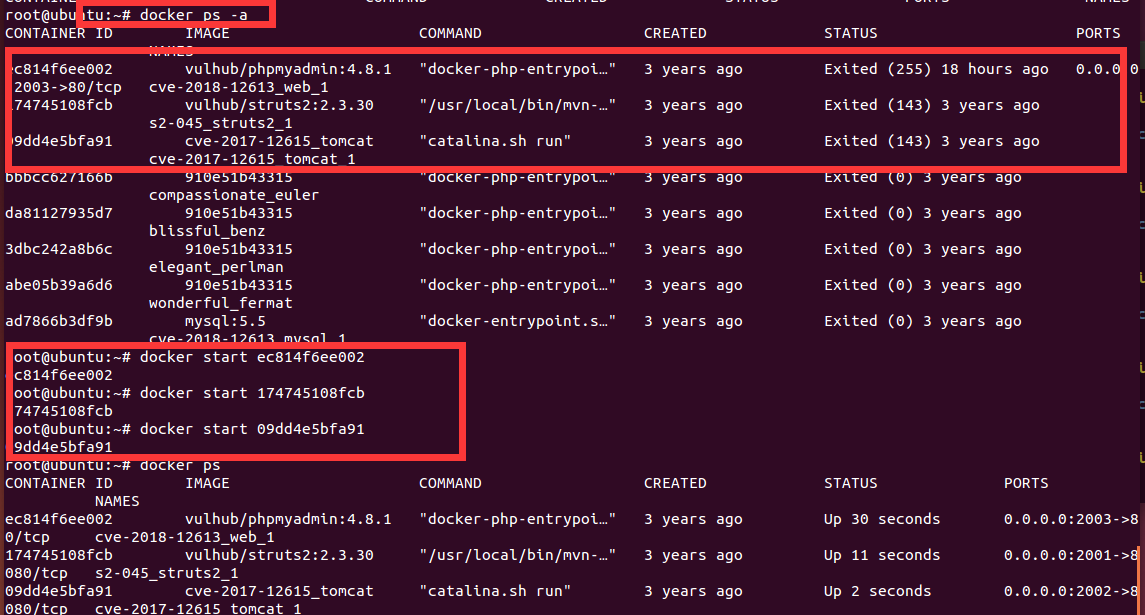 root@ubuntu:~# docker ps -a
CONTAINER ID        IMAGE                     COMMAND                  CREATED             STATUS                       PORTS
NAMES
ec814f6ee002        vulhub/phpmyadmin:4.8.1   "docker-php-entrypoi…"   3 years ago         Exited (255) 18 hours ago   0.0.0.0
2003->80/tcp   cve-2018-12613_web_1
174745108fcb        vulhub/struts2:2.3.30     "/usr/local/bin/mvn-…"   3 years ago         Exited (143) 3 years ago
s2-045_struts2_1
09dd4e5bfa91        cve-2017-12615_tomcat     "catalina.sh run"        3 years ago         Exited (143) 3 years ago
cve-2017-12615_tomcat_1
bbbcc627166b        910e51b43315              "docker-php-entrypoi…"   3 years ago         Exited (0) 3 years ago
compassionate_euler
da81127935d7        910e51b43315              "docker-php-entrypoi…"   3 years ago         Exited (0) 3 years ago
blissful_benz
3dbc242a8b6c        910e51b43315              "docker-php-entrypoi…"   3 years ago         Exited (0) 3 years ago
elegant_perlman
abe05b39a6d6        910e51b43315              "docker-php-entrypoi…"   3 years ago         Exited (0) 3 years ago
wonderful_fermat
ad7866b3df9b        mysql:5.5                 "docker-entrypoint.s…"   3 years ago         Exited (0) 3 years ago
cve-2018-12613_mysql_1
root@ubuntu:~# docker start ec814f6ee002
ec814f6ee002
root@ubuntu:~# docker start 174745108fcb
174745108fcb
root@ubuntu:~# docker start 09dd4e5bfa91
09dd4e5bfa91
root@ubuntu:~# docker ps
CONTAINER ID        IMAGE                     COMMAND                  CREATED             STATUS              PORTS
NAMES
ec814f6ee002        vulhub/phpmyadmin:4.8.1   "docker-php-entrypoi…"   3 years ago         Up 30 seconds       0.0.0.0:2003->8
0/tcp     cve-2018-12613_web_1
174745108fcb        vulhub/struts2:2.3.30     "/usr/local/bin/mvn-…"   3 years ago         Up 11 seconds       0.0.0.0:2001->8
080/tcp   s2-045_struts2_1
09dd4e5bfa91        cve-2017-12615_tomcat     "catalina.sh run"        3 years ago         Up 2 seconds        0.0.0.0:2002->8
080/tcp   cve-2017-12615_tomcat_1